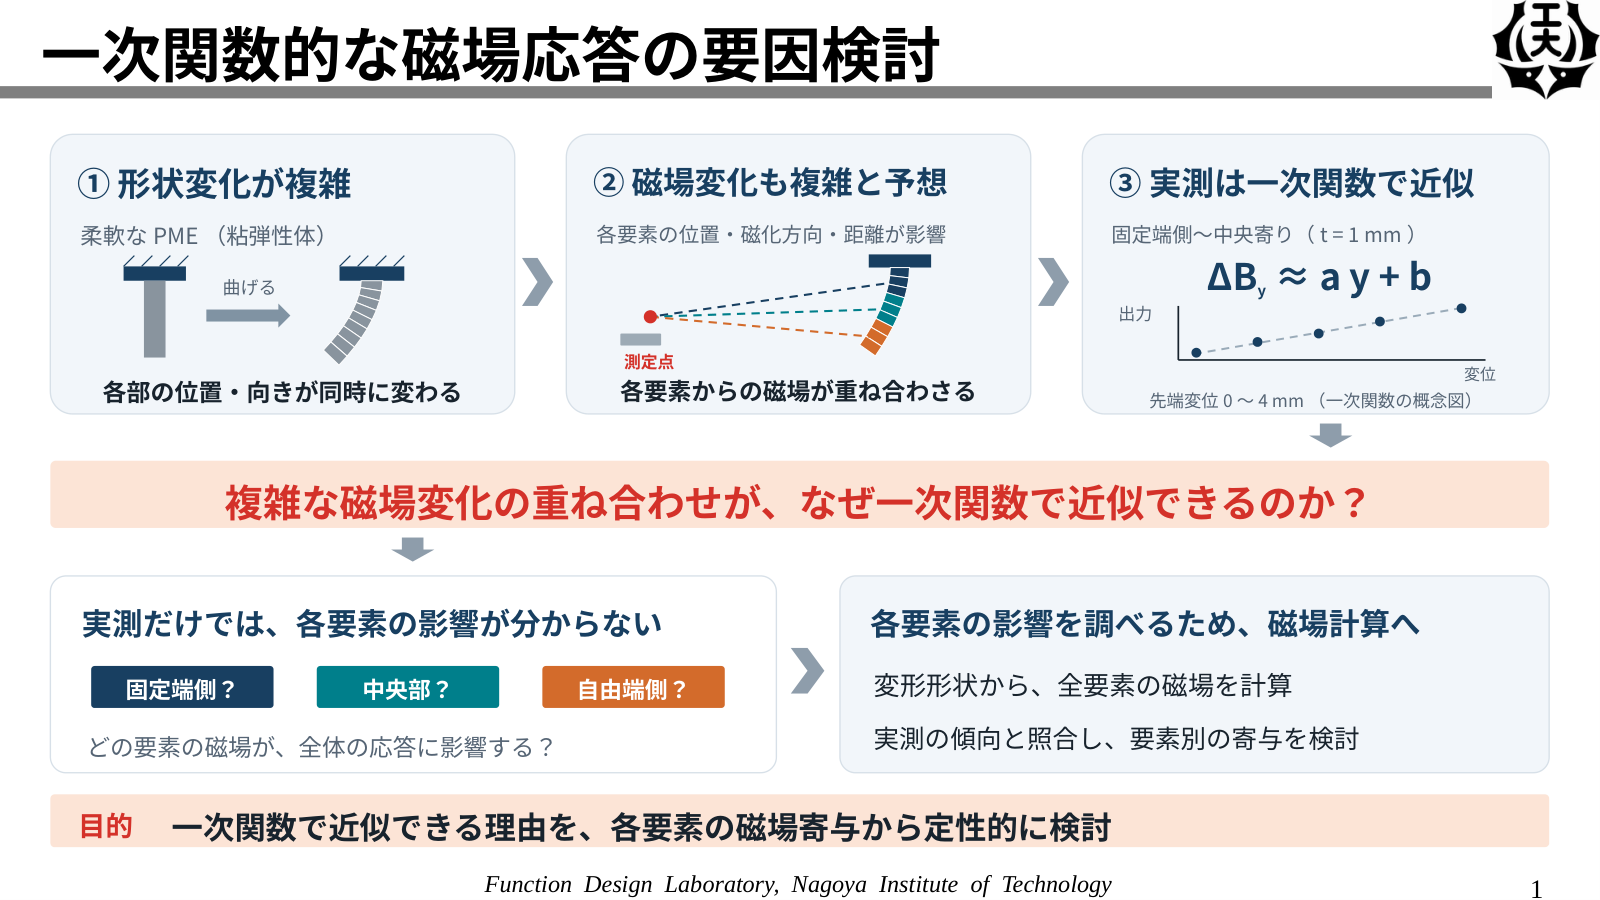 一次関数的な磁場応答の要因検討
① 形状変化が複雑
柔軟な PME （粘弾性体）
曲げる
各部の位置・向きが同時に変わる
② 磁場変化も複雑と予想
各要素の位置・磁化方向・距離が影響
測定点
各要素からの磁場が重ね合わさる
③ 実測は一次関数で近似
固定端側～中央寄り（ t = 1 mm ）
ΔBy ≈ a y + b
出力
変位
先端変位 0 ～ 4 mm （一次関数の概念図）
複雑な磁場変化の重ね合わせが、なぜ一次関数で近似できるのか？
実測だけでは、各要素の影響が分からない
固定端側？
中央部？
自由端側？
どの要素の磁場が、全体の応答に影響する？
各要素の影響を調べるため、磁場計算へ
変形形状から、全要素の磁場を計算
実測の傾向と照合し、要素別の寄与を検討
目的 一次関数で近似できる理由を、各要素の磁場寄与から定性的に検討
Function Design Laboratory, Nagoya Institute of Technology
1